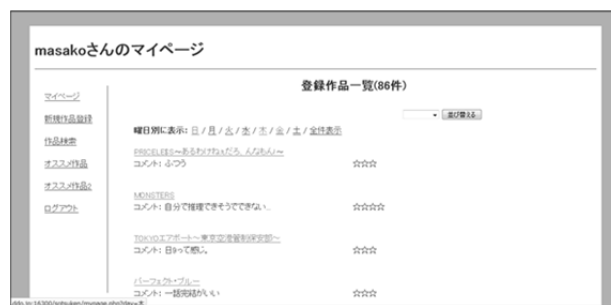 masakoさんのマイページ
登録作品一覧(86件)
マイページ
新規作品登録
作品検索
オススメ作品
オススメ作品2
ログアウト
並び替える
曜日別に表示: 日 / 月 / 火 / 水 / 木 / 金 / 土 / 全件表示
PRICELESS～あるわけねぇだろ、んなもん!～
コメント: ふつう ☆☆☆
MONSTERS
コメント: 自分で推理できそうでできない.. ☆☆☆☆
TOKYOエアポート～東京空港管制保安部～
コメント: 日9って感じ。 ☆☆☆
パーフェクト・ブルー
コメント: 一話完結がいい ☆☆☆